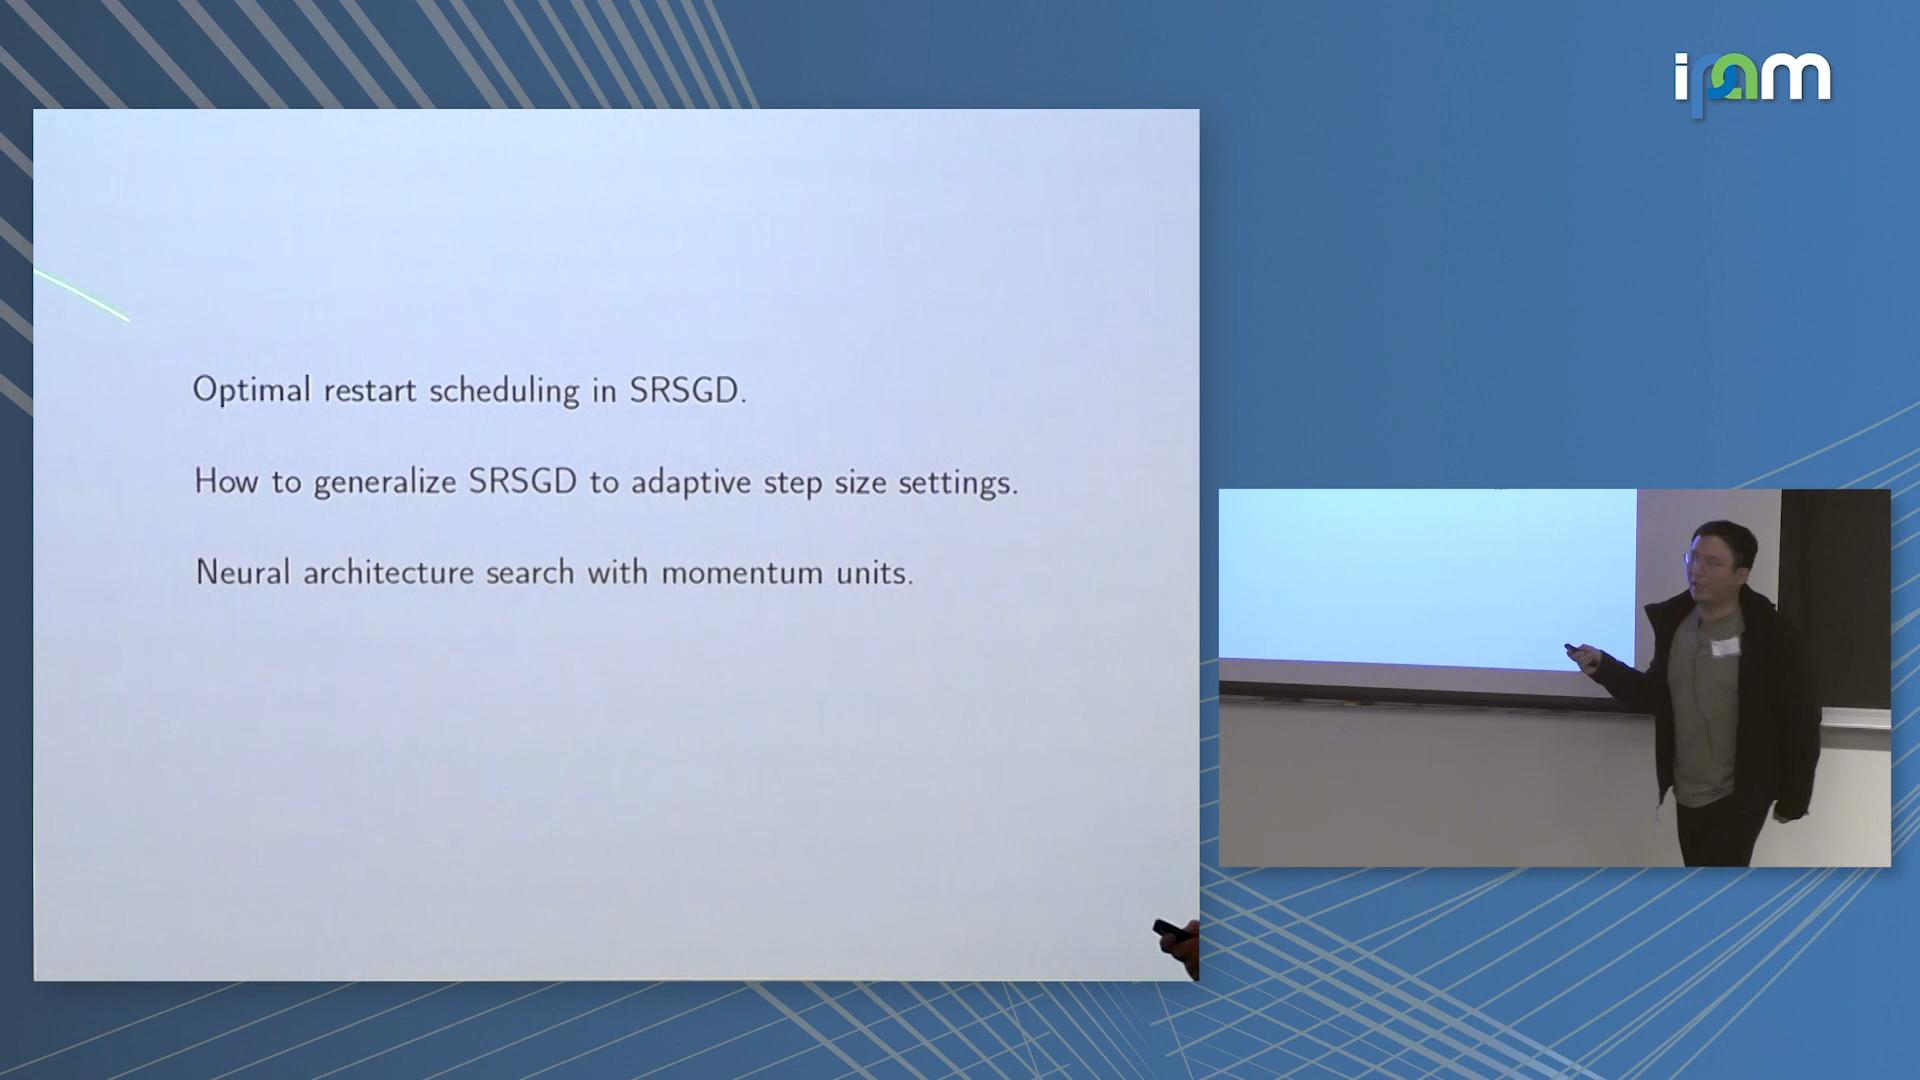 ipam
Optimal restart scheduling in SRSGD.
How to generalize SRSGD to adaptive step size settings.
Neural architecture search with momentum units.